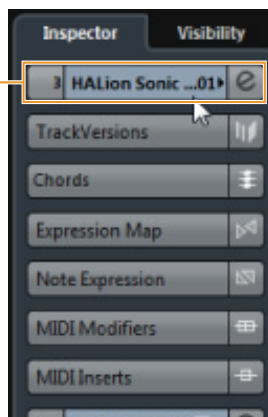 Inspector Visibility
3 HALion Sonic ...01
TrackVersions
Chords
Expression Map
Note Expression
MIDI Modifiers
MIDI Inserts